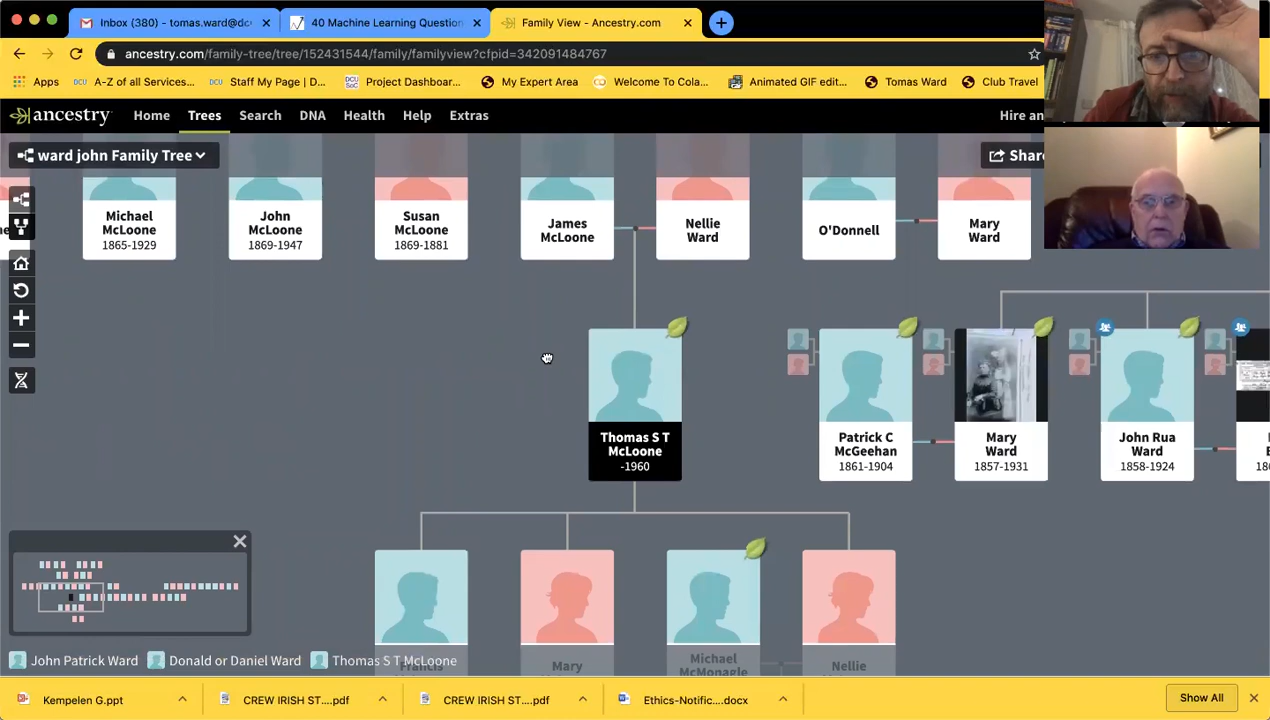 Inbox (380) - tomas.ward@dc
40 Machine Learning Question
Family View - Ancestry.com
ancestry.com/family-tree/tree/152431544/family/familyview?cfpid=342091484767
Apps
DCU A-Z of all Services...
DCU Staff My Page | D...
DCU SoC Project Dashboar...
My Expert Area
Welcome To Cola...
Animated GIF edit...
Tomas Ward
Club Travel
ancestry
Home
Trees
Search
DNA
Health
Help
Extras
Hire an
ward john Family Tree
Share
Michael
McLoone
1865-1929
John
McLoone
1869-1947
Susan
McLoone
1869-1881
James
McLoone
Nellie
Ward
O'Donnell
Mary
Ward
Thomas S T
McLoone
-1960
Patrick C
McGeehan
1861-1904
Mary
Ward
1857-1931
John Rua
Ward
1858-1924
Francis
Mary
Michael
McMonagle
Nellie
John Patrick Ward
Donald or Daniel Ward
Thomas S T McLoone
Kempelen G.ppt
CREW IRISH ST....pdf
CREW IRISH ST....pdf
Ethics-Notific....docx
Show All